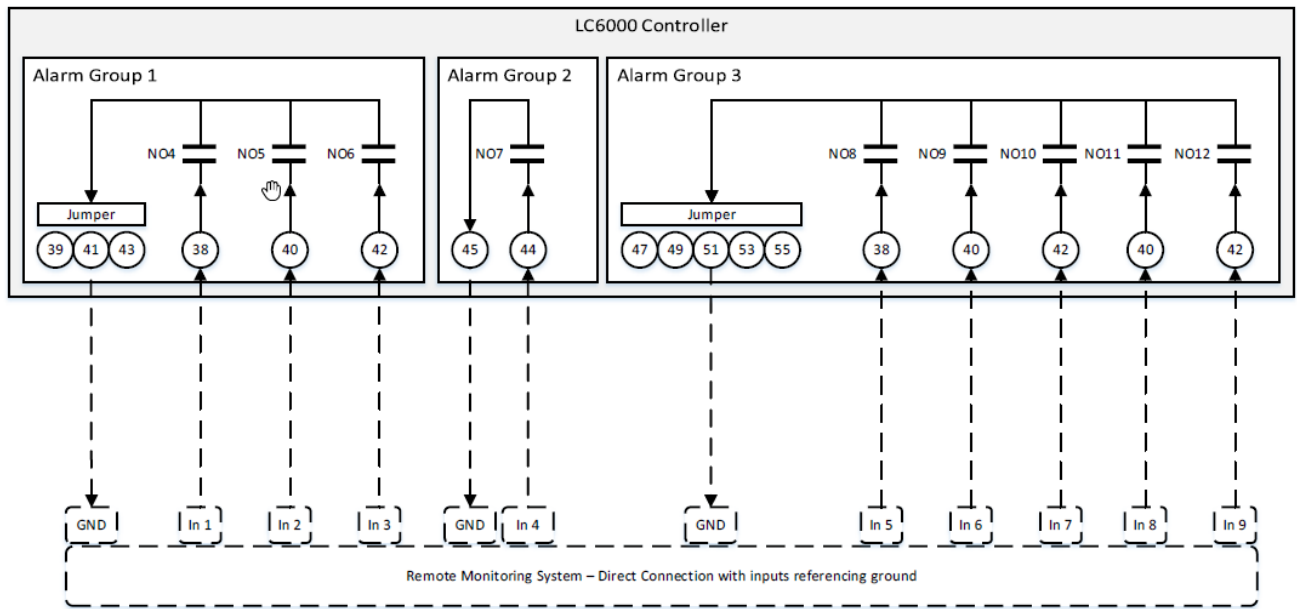 LC6000 Controller
Alarm Group 1
Alarm Group 2
Alarm Group 3
NO4
NO5
NO6
NO7
NO8
NO9
NO10
NO11
NO12
Jumper
Jumper
39 41 43 38 40 42 45 44 47 49 51 53 55 38 40 42 40 42
GND In 1 In 2 In 3 GND In 4 GND In 5 In 6 In 7 In 8 In 9
Remote Monitoring System – Direct Connection with inputs referencing ground